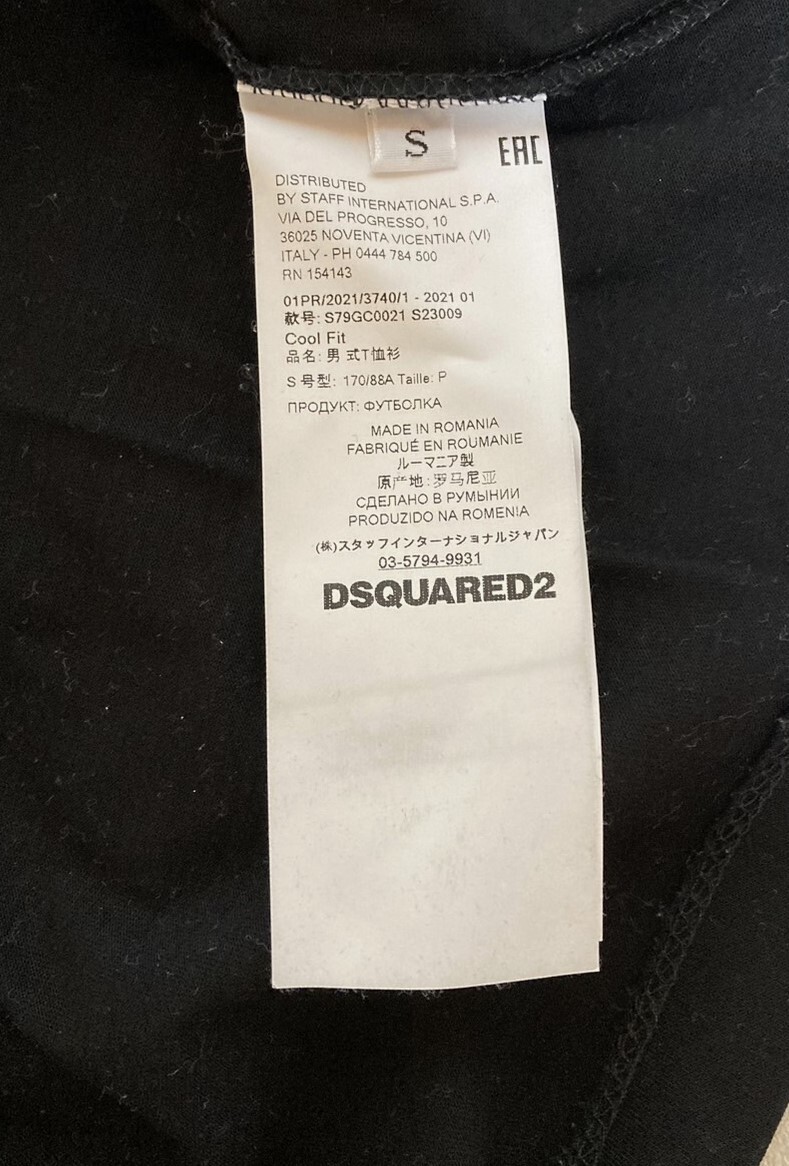 S
EAC
DISTRIBUTED
BY STAFF INTERNATIONAL S.P.A.
VIA DEL PROGRESSO, 10
36025 NOVENTA VICENTINA (VI)
ITALY - PH 0444 784 500
RN 154143
01PR/2021/3740/1 - 2021 01
款号: S79GC0021 S23009
Cool Fit
品名: 男 式T恤衫
S 号型: 170/88A Taille: P
ПРОДУКТ: ФУТБОЛКА
MADE IN ROMANIA
FABRIQUÉ EN ROUMANIE
ルーマニア製
原产地: 罗马尼亚
СДЕЛАНО В РУМЫНИИ
PRODUZIDO NA ROMENIA
(株)スタッフインターナショナルジャパン
03-5794-9931
DSQUARED2